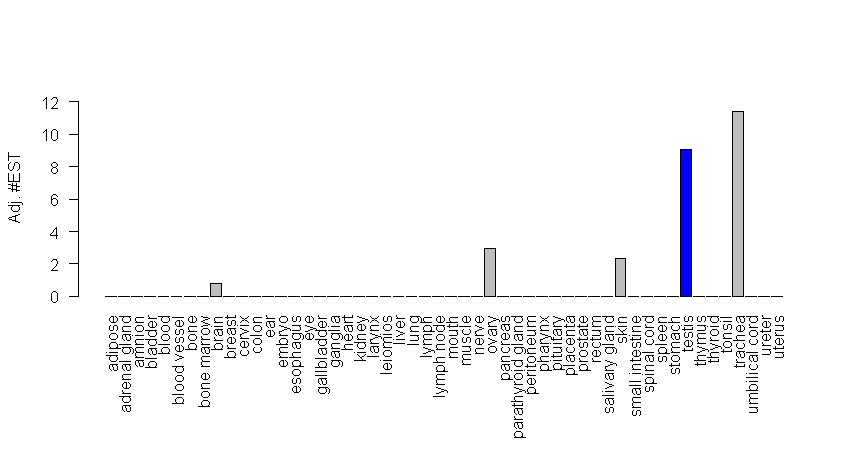 Adj. #EST
12
10
8
6
4
2
0
adipose
adrenal gland
amnion
bladder
blood
blood vessel
bone
bone marrow
brain
breast
cervix
colon
ear
embryo
esophagus
eye
gallbladder
ganglia
heart
kidney
larynx
leiomios
liver
lung
lymph
lymph node
mouth
muscle
nerve
ovary
pancreas
parathyroid gland
peritoneum
pharynx
pituitary
placenta
prostate
rectum
salivary gland
skin
small intestine
spinal cord
spleen
stomach
testis
thymus
thyroid
tonsil
trachea
umbilical cord
ureter
uterus